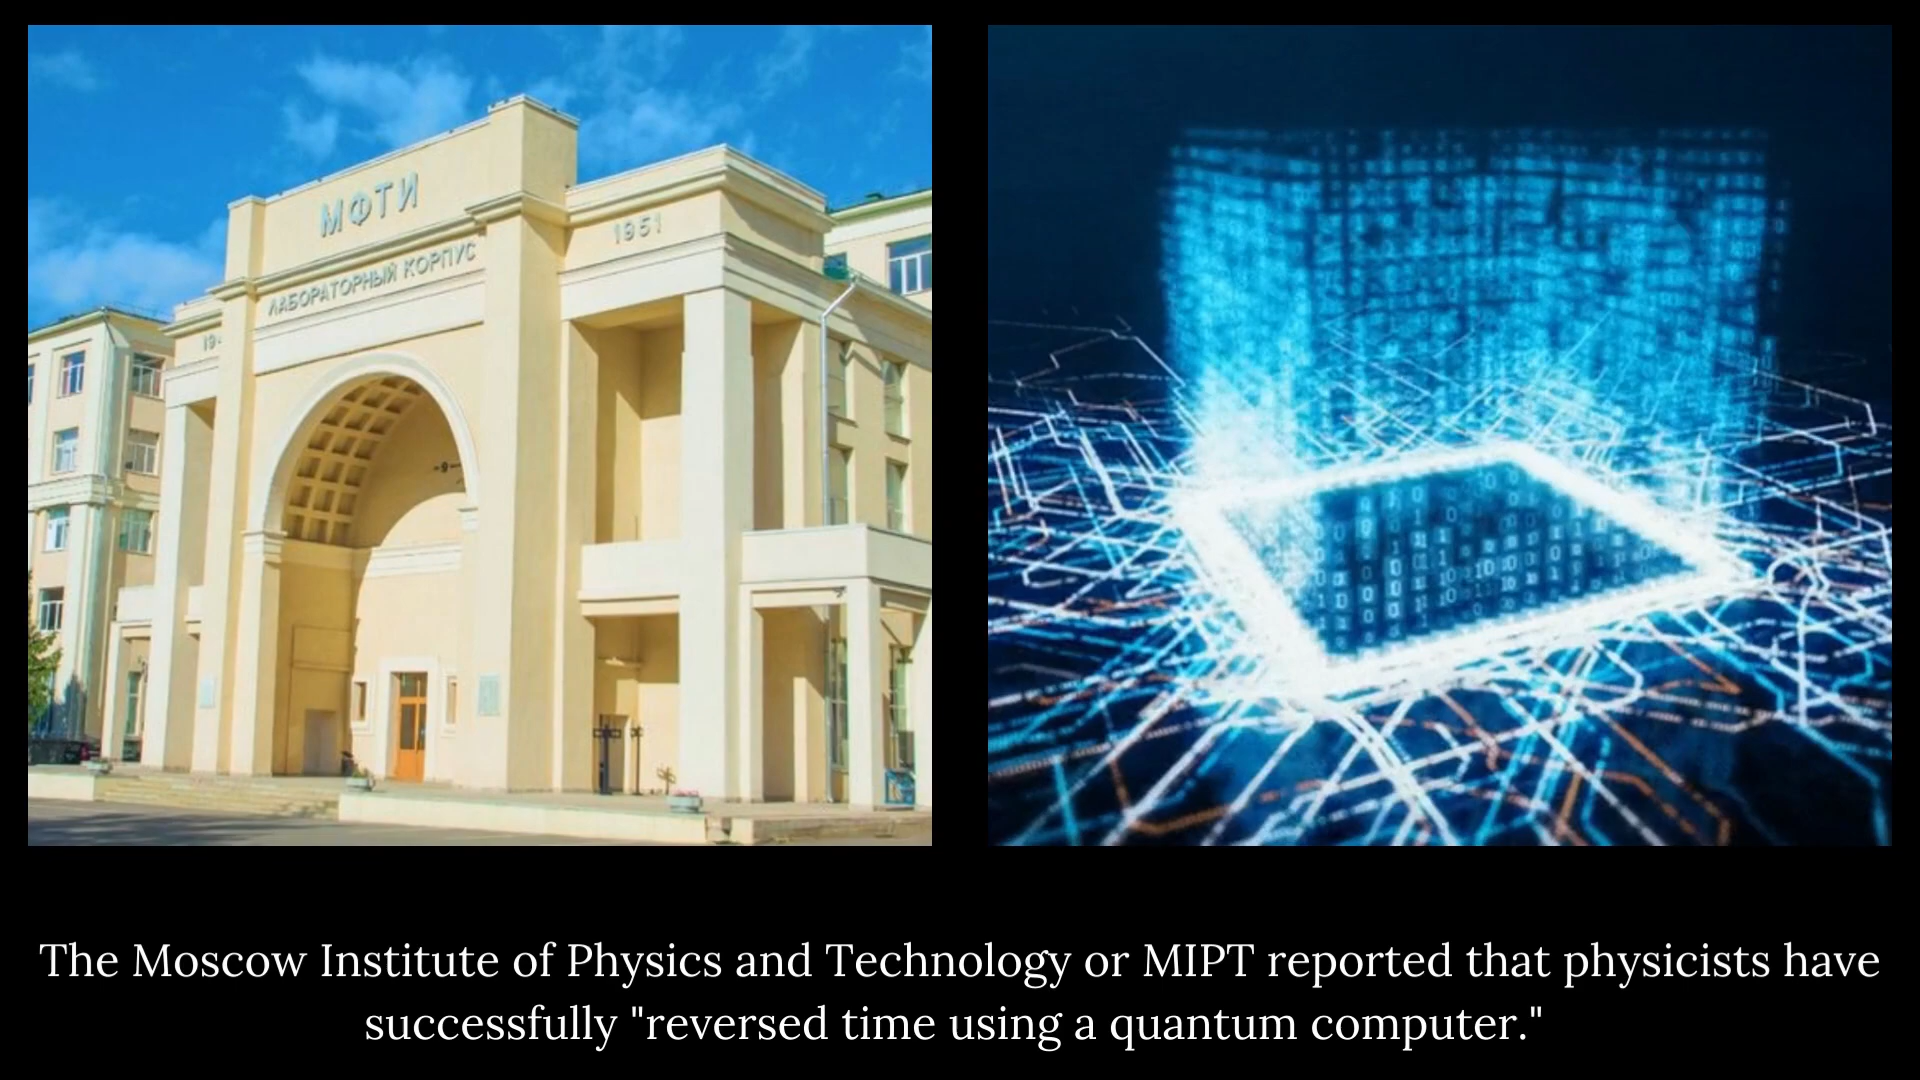 МФТИ
1951
ЛАБОРАТОРНЫЙ КОРПУС
The Moscow Institute of Physics and Technology or MIPT reported that physicists have
successfully "reversed time using a quantum computer."